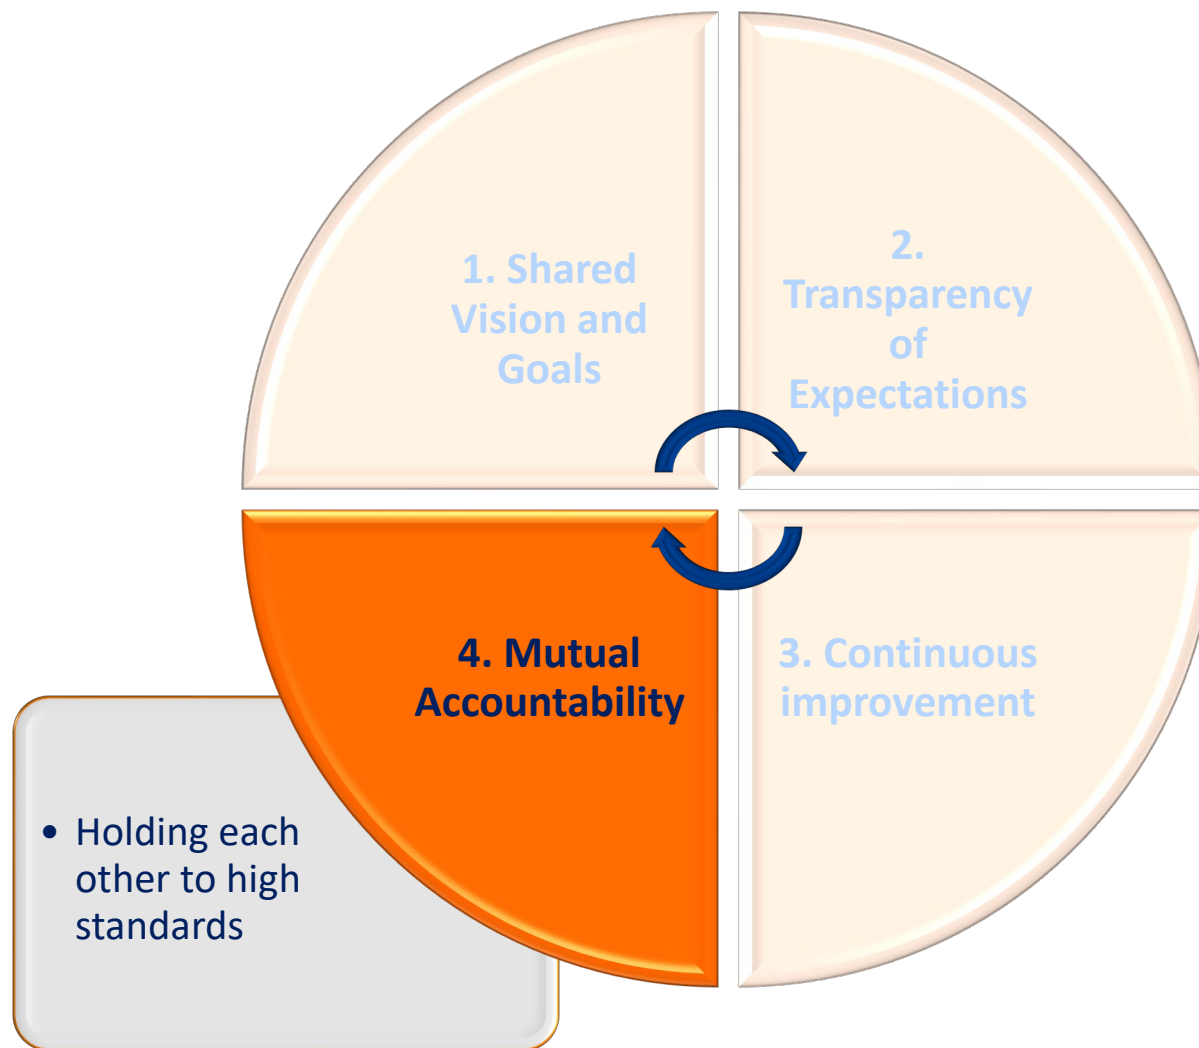 1. Shared
Vision and
Goals
2.
Transparency
of
Expectations
4. Mutual
Accountability
3. Continuous
improvement
• Holding each
other to high
standards